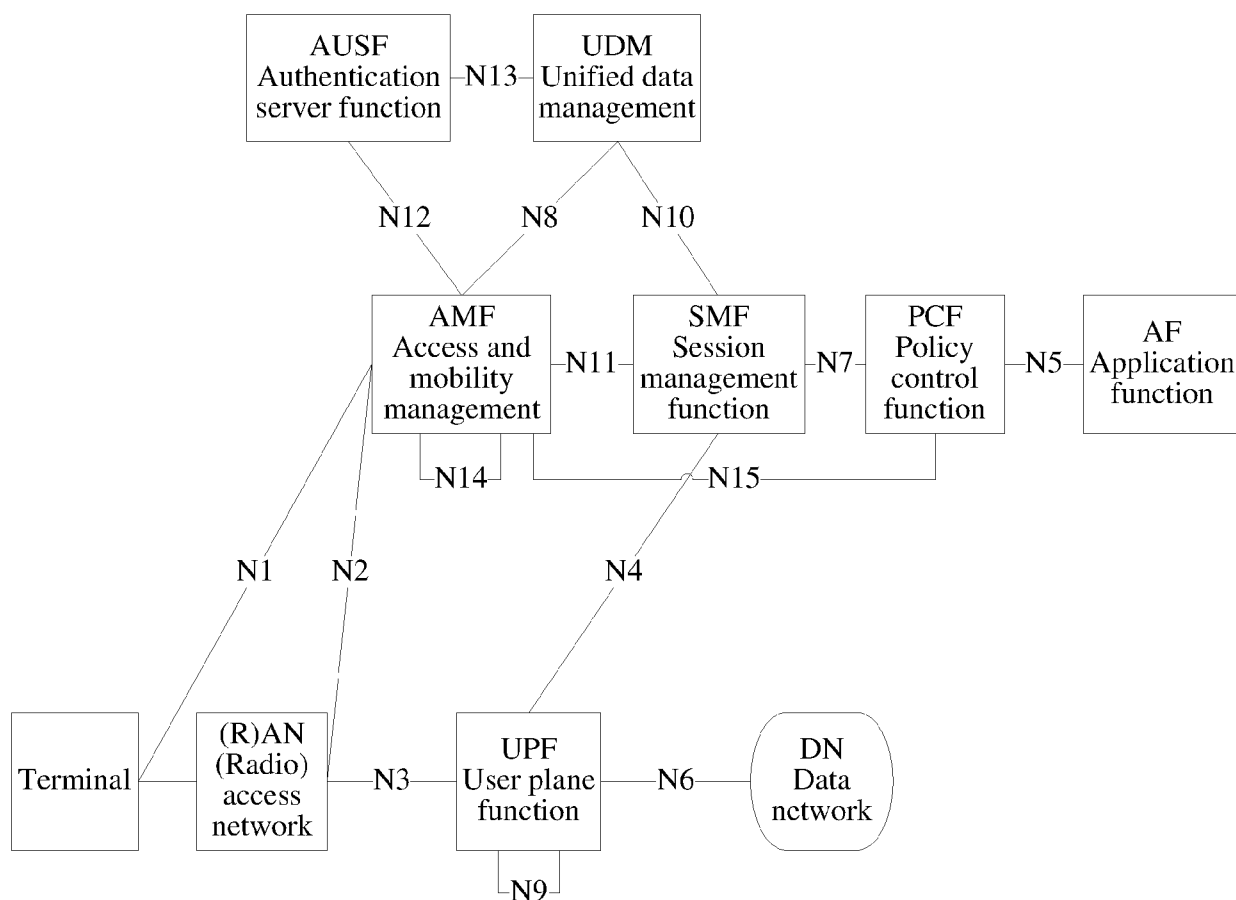 AUSF
Authentication
server function
N13
UDM
Unified data
management
N12
N8
N10
AMF
Access and
mobility
management
N11
SMF
Session
management
function
N7
PCF
Policy
control
function
N5
AF
Application
function
N14
N15
N1
N2
N4
Terminal
(R)AN
(Radio)
access
network
N3
UPF
User plane
function
N6
DN
Data
network
N9